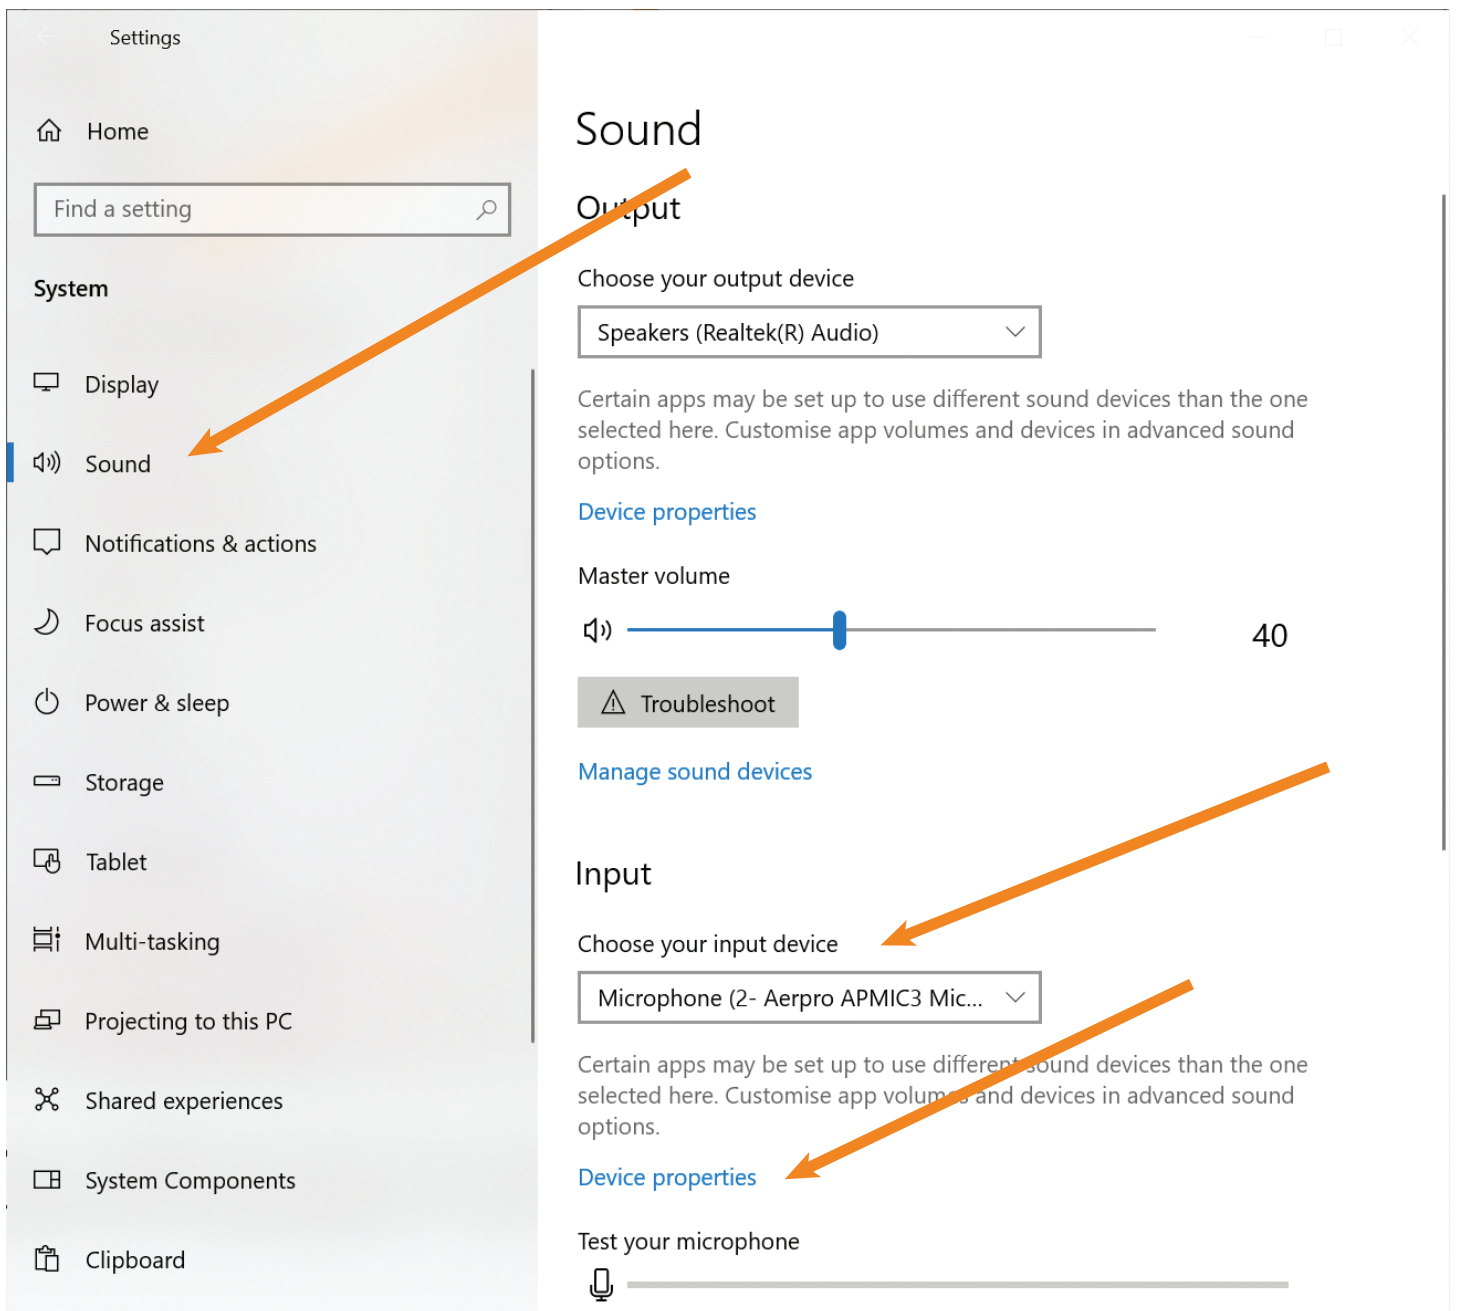 Settings
Home
Find a setting
System
Display
Sound
Notifications & actions
Focus assist
Power & sleep
Storage
Tablet
Multi-tasking
Projecting to this PC
Shared experiences
System Components
Clipboard
Sound
Output
Choose your output device
Speakers (Realtek(R) Audio)
Certain apps may be set up to use different sound devices than the one
selected here. Customise app volumes and devices in advanced sound
options.
Device properties
Master volume
40
Troubleshoot
Manage sound devices
Input
Choose your input device
Microphone (2- Aerpro APMIC3 Mic...
Certain apps may be set up to use different sound devices than the one
selected here. Customise app volumes and devices in advanced sound
options.
Device properties
Test your microphone